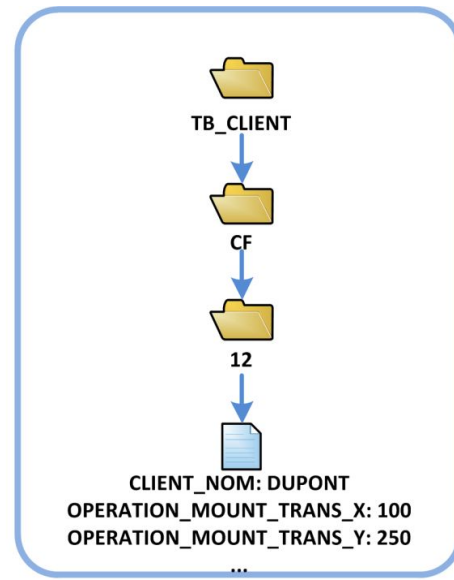 TB_CLIENT
CF
12
CLIENT_NOM: DUPONT
OPERATION_MOUNT_TRANS_X: 100
OPERATION_MOUNT_TRANS_Y: 250
...